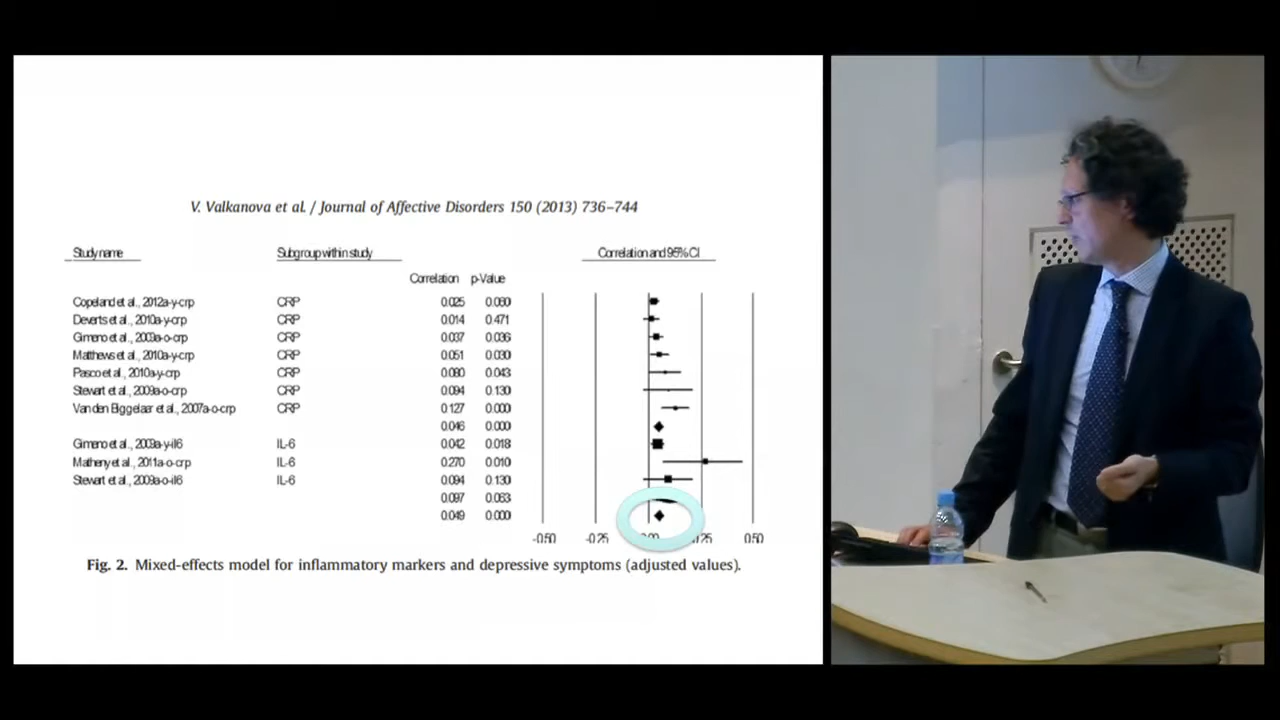 V. Valkanova et al. / Journal of Affective Disorders 150 (2013) 736–744
Study name Subgroup within study Correlation and 95% CI
Correlation p-Value
Copeland et al., 2012a-y-crp CRP 0.025 0.060
Deverts et al., 2010a-y-crp CRP 0.014 0.471
Gimeno et al., 2009a-o-crp CRP 0.037 0.036
Matthews et al., 2010a-y-crp CRP 0.051 0.030
Pasco et al., 2010a-y-crp CRP 0.080 0.043
Stewart et al., 2009a-o-crp CRP 0.094 0.130
Van den Biggelaar et al., 2007a-o-crp CRP 0.127 0.000
0.046 0.000
Gimeno et al., 2009a-y-il6 IL-6 0.042 0.018
Matheny et al., 2011a-o-crp IL-6 0.270 0.010
Stewart et al., 2009a-o-il6 IL-6 0.094 0.130
0.097 0.063
0.049 0.000
-0.50 -0.25 0.00 0.25 0.50
Fig. 2. Mixed-effects model for inflammatory markers and depressive symptoms (adjusted values).